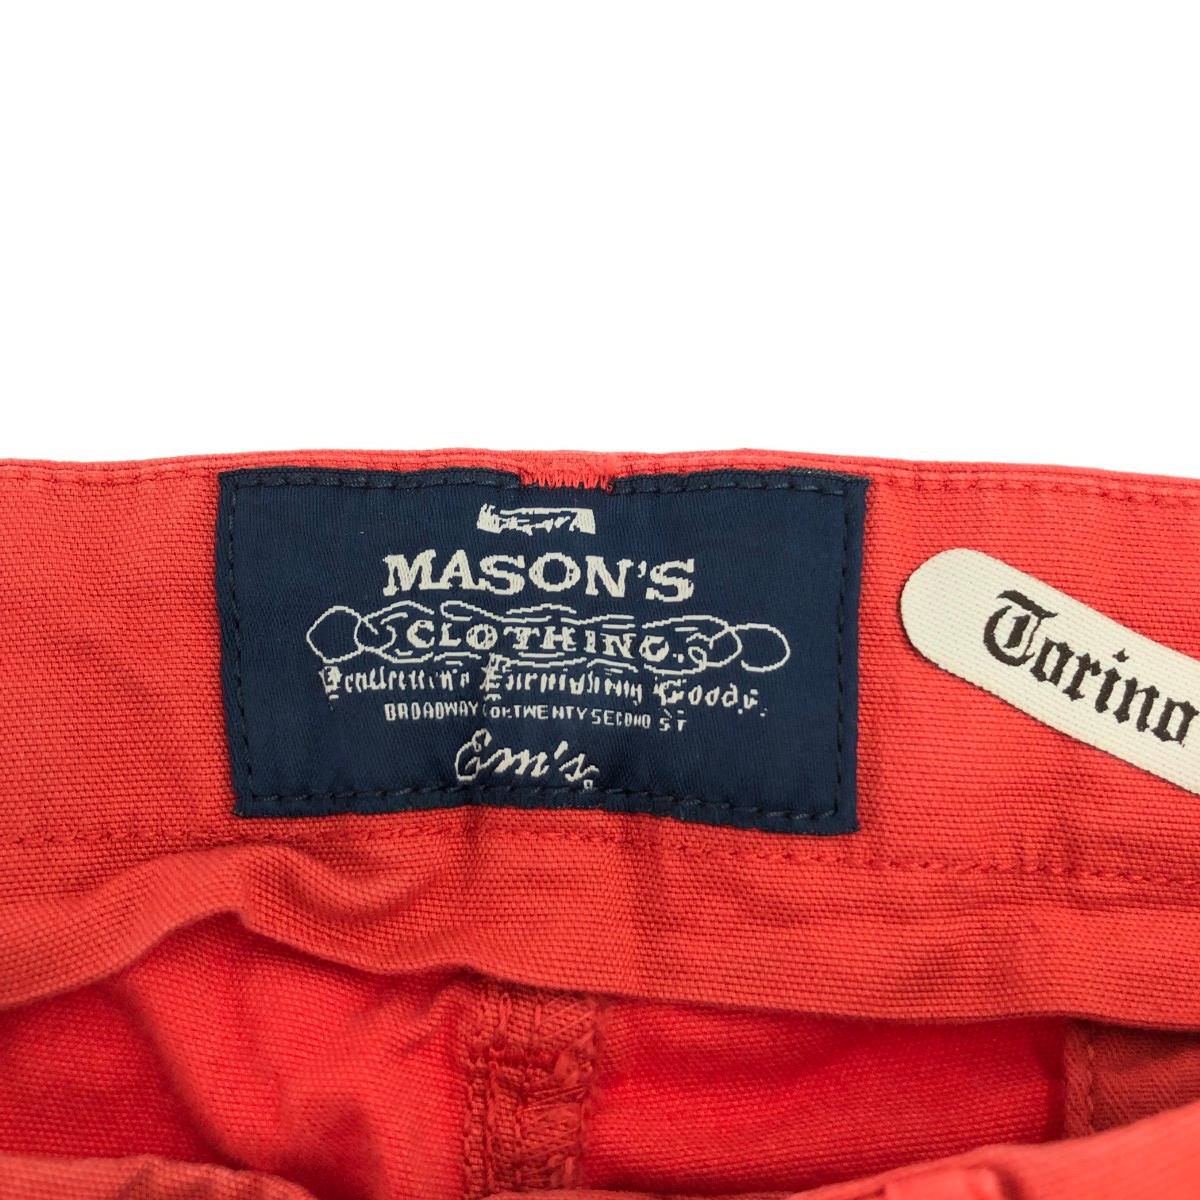 MASON'S
CLOTHING.
Gentlemen's Furnishing Goods.
BROADWAY COR. TWENTY SECOND ST
Em's.
Torino